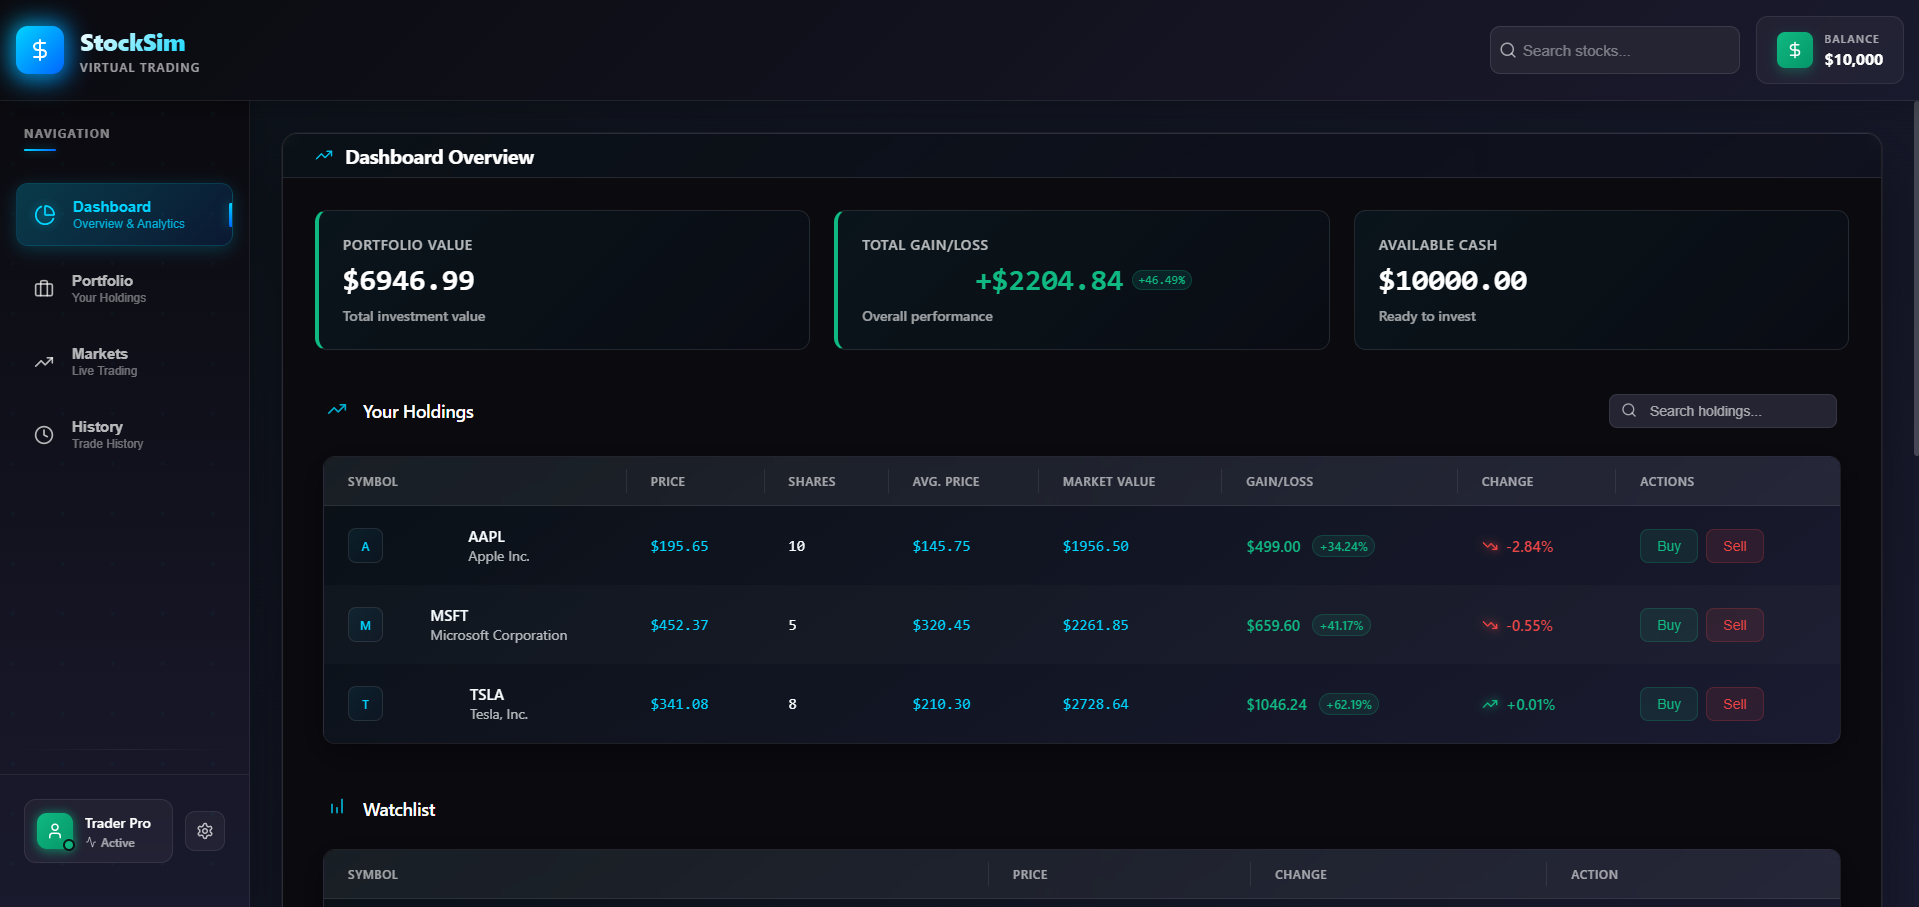 $
StockSim
VIRTUAL TRADING
Search stocks...
$
BALANCE
$10,000
NAVIGATION
Dashboard
Overview & Analytics
Portfolio
Your Holdings
Markets
Live Trading
History
Trade History
Trader Pro
Active
Dashboard Overview
PORTFOLIO VALUE
$6946.99
Total investment value
TOTAL GAIN/LOSS
+$2204.84 +46.49%
Overall performance
AVAILABLE CASH
$10000.00
Ready to invest
Your Holdings
Search holdings...
SYMBOL PRICE SHARES AVG. PRICE MARKET VALUE GAIN/LOSS CHANGE ACTIONS
A AAPL $195.65 10 $145.75 $1956.50 $499.00 +34.24% -2.84% Buy Sell
Apple Inc.
M MSFT $452.37 5 $320.45 $2261.85 $659.60 +41.17% -0.55% Buy Sell
Microsoft Corporation
T TSLA $341.08 8 $210.30 $2728.64 $1046.24 +62.19% +0.01% Buy Sell
Tesla, Inc.
Watchlist
SYMBOL PRICE CHANGE ACTION